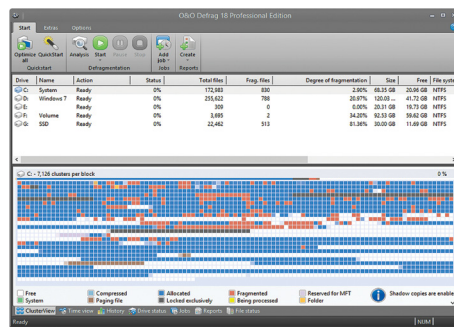 O&O Defrag 18 Professional Edition
Start Extras Options
Optimize all QuickStart Analysis Start Pause Stop Add Job Create
Quickstart Defragmentation Jobs Reports
Drive Name Action Status Total files Frag. files Degree of fragmentation Size Free File syste
C: System Ready 0% 172,983 830 2.90% 68.35 GB 20.96 GB NTFS
D: Windows 7 Ready 0% 255,622 788 20.97% 120.03 ... 41.72 GB NTFS
E: Ready 0% 309 0 0.00% 20.31 GB 19.73 GB NTFS
F: Volume Ready 0% 3,695 2 34.20% 92.53 GB 59.62 GB NTFS
G: SSD Ready 0% 22,462 513 81.36% 30.00 GB 11.69 GB NTFS
C: - 7,126 clusters per block 0 %
Free Compressed Allocated Fragmented Reserved for MFT Shadow copies are enable
System Paging file Locked exclusively Being processed Folder
ClusterView Time view History Drive status Jobs Reports File status
Ready NUM